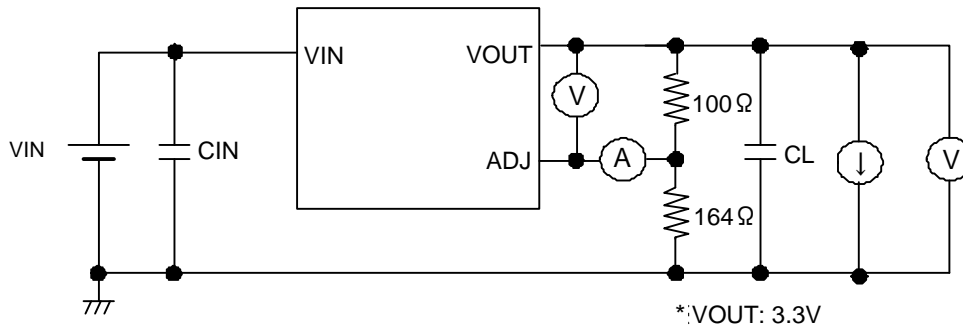 VIN
VOUT
V
100Ω
VIN
CIN
ADJ
A
CL
↓
V
164Ω
* VOUT: 3.3V